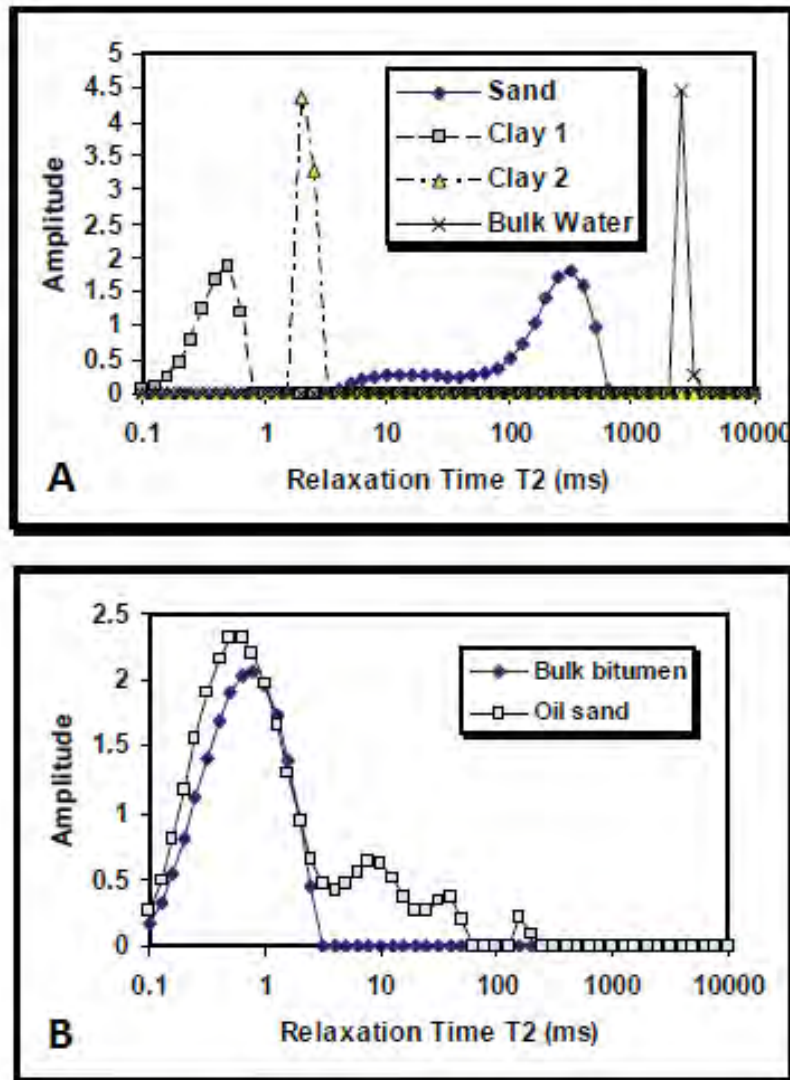 5
4.5
4
3.5
3
2.5
2
1.5
1
0.5
0
Amplitude
Sand
Clay 1
Clay 2
Bulk Water
0.1 1 10 100 1000 10000
Relaxation Time T2 (ms)
A
2.5
2
1.5
1
0.5
0
Amplitude
Bulk bitumen
Oil sand
0.1 1 10 100 1000 10000
Relaxation Time T2 (ms)
B